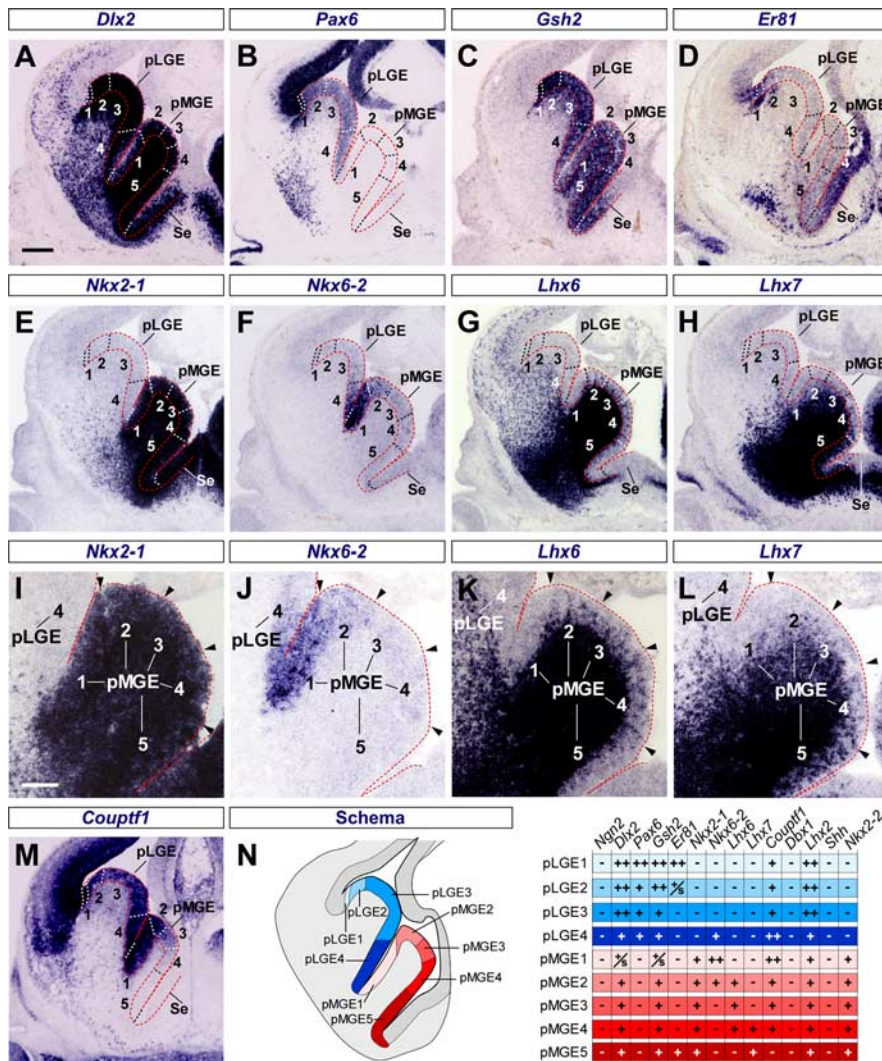 Dlx2 Pax6 Gsh2 Er81
A pLGE pMGE 1 2 3 4 1 2 3 4 5 Se
B pLGE pMGE 1 2 3 4 1 2 3 4 5 Se
C pLGE pMGE 1 2 3 4 1 2 3 4 5 Se
D pLGE pMGE 1 2 3 4 1 2 3 4 5 Se
Nkx2-1 Nkx6-2 Lhx6 Lhx7
E pLGE pMGE 1 2 3 4 1 2 3 4 5 Se
F pLGE pMGE 1 2 3 4 1 2 3 4 5 Se
G pLGE pMGE 1 2 3 4 1 2 3 4 5 Se
H pLGE pMGE 1 2 3 4 1 2 3 4 5 Se
Nkx2-1 Nkx6-2 Lhx6 Lhx7
I 4 pLGE 2 3 1 pMGE 4 5
J 4 pLGE 2 3 1 pMGE 4 5
K 4 pLGE 2 3 1 pMGE 4 5
L 4 pLGE 2 3 1 pMGE 4 5
Couptf1 Schema
M pLGE pMGE 1 2 3 4 1 2 3 4 5 Se
N
pLGE3
pLGE2
pMGE2
pLGE1
pMGE3
pLGE4
pMGE4
pMGE1
pMGE5
Ngn2 Dlx2 Pax6 Gsh2 Er81 Nkx2-1 Nkx6-2 Lhx6 Lhx7 Couptf1 Dbx1 Lhx2 Shh Nkx2-2
pLGE1 - ++ ++ ++ ++ - - - - + - ++ - -
pLGE2 - ++ + ++ +/s - - - - + - ++ - -
pLGE3 - ++ + + - - - - - + - ++ - -
pLGE4 - + + + - - + - - ++ - + - -
pMGE1 - +/s - +/s - + ++ - - ++ - + - +
pMGE2
pMGE3
pMGE4
pMGE5